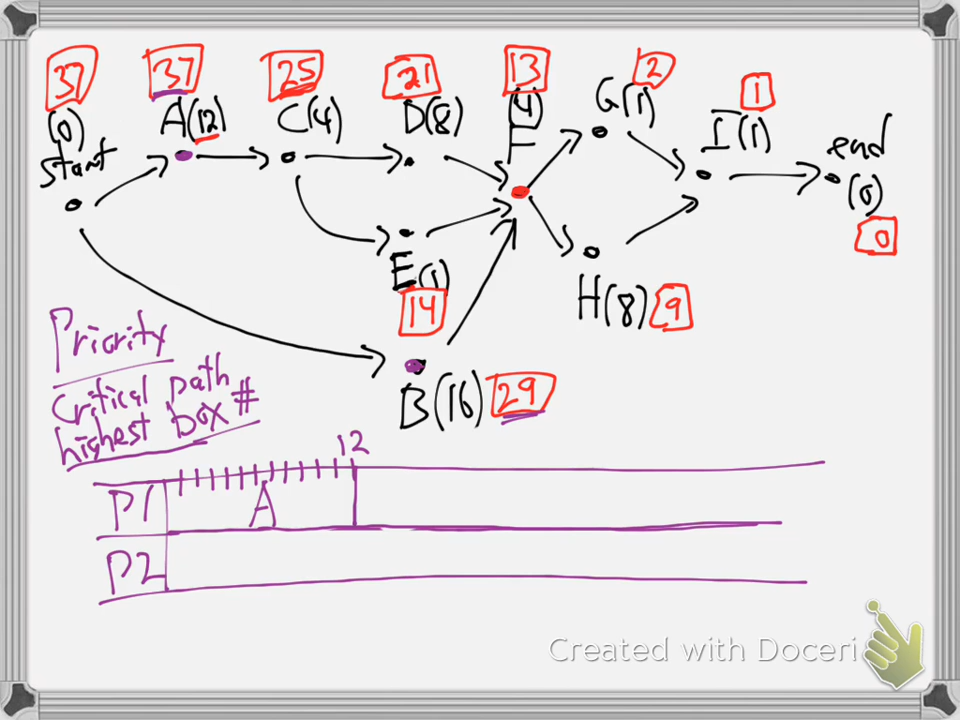 37 37 25 21 13 2 1
(0) A(12) C(4) D(8) (4) G(1) I(1) end
start F (0)
0
E(1)
14
H(8) 9
B(16) 29
Priority
Critical path
highest box #
12
P1 A
P2
Created with Doceri